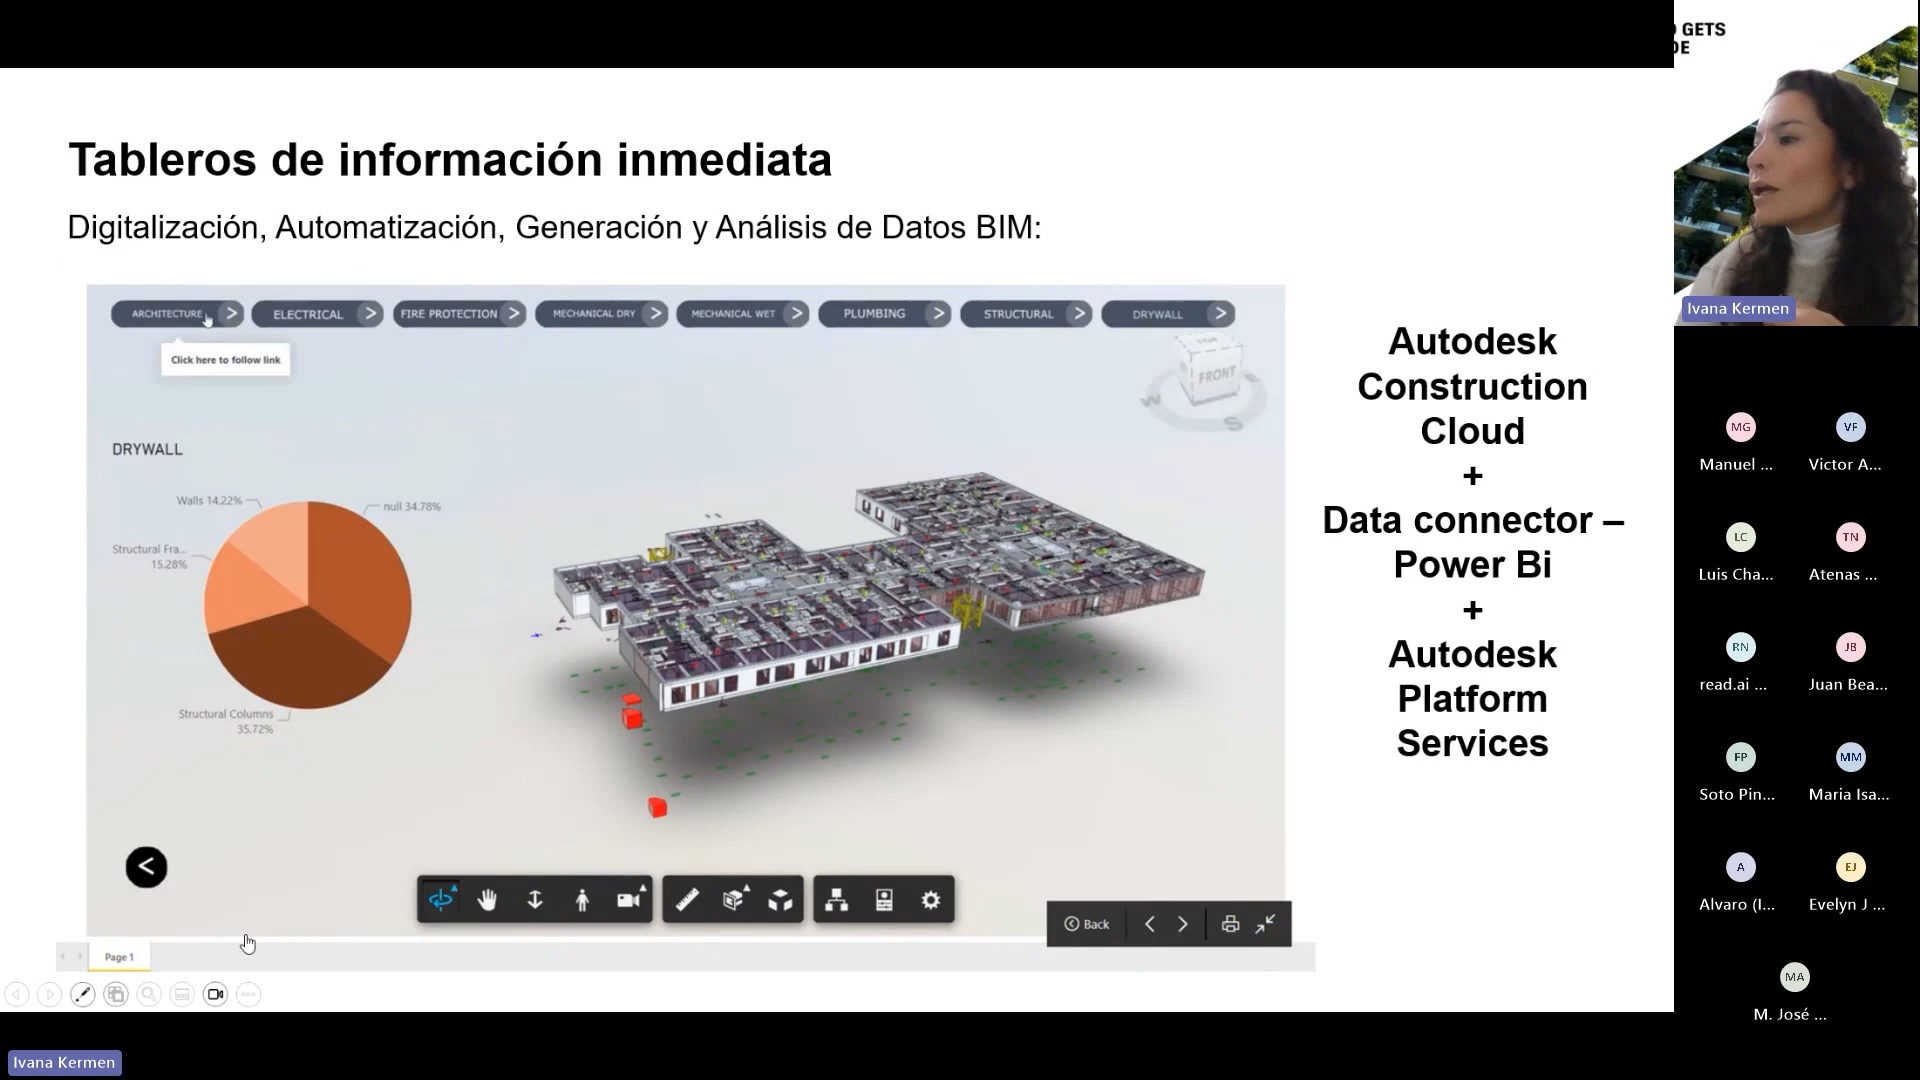 GETS
DE
Tableros de información inmediata
Digitalización, Automatización, Generación y Análisis de Datos BIM:
ARCHITECTURE
ELECTRICAL
FIRE PROTECTION
MECHANICAL DRY
MECHANICAL WET
PLUMBING
STRUCTURAL
DRYWALL
Click here to follow link
TOP
FRONT
E
W
S
DRYWALL
Walls 14.22%
null 34.78%
Structural Fra...
15.28%
Structural Columns
35.72%
Autodesk
Construction
Cloud
+
Data connector –
Power Bi
+
Autodesk
Platform
Services
Back
Page 1
Ivana Kermen
Ivana Kermen
MG
Manuel ...
VF
Victor A...
LC
Luis Cha...
TN
Atenas ...
RN
read.ai ...
JB
Juan Bea...
FP
Soto Pin...
MM
Maria Isa...
A
Alvaro (I...
EJ
Evelyn J ...
MA
M. José ...